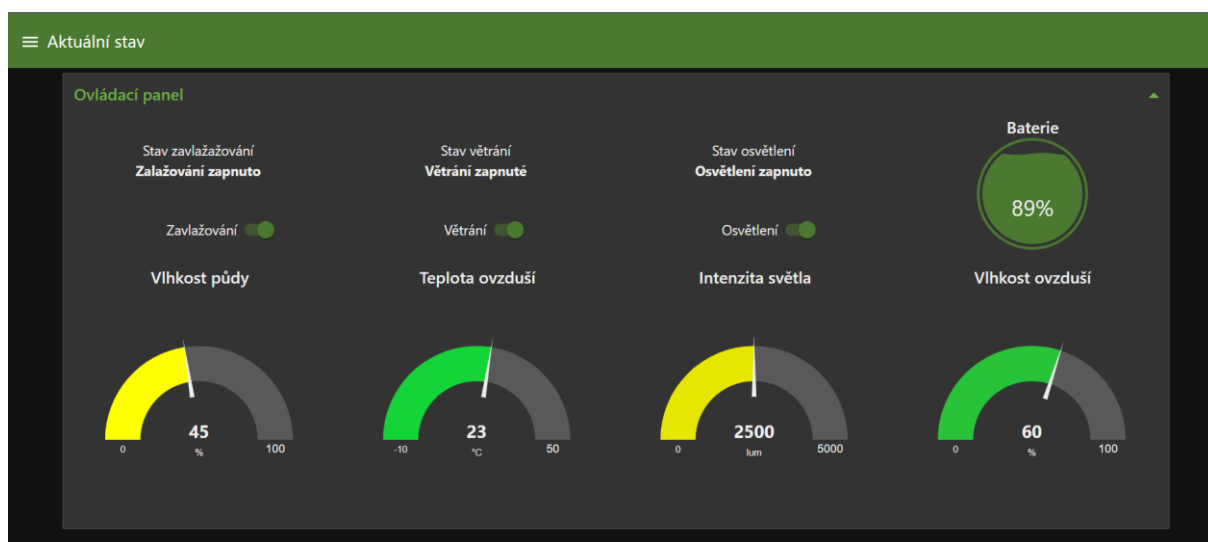 Aktuální stav
Ovládací panel
Stav zavlažažování
Zalažování zapnuto
Zavlažování
Vlhkost půdy
45
%
0
100
Stav větrání
Větrání zapnuté
Větrání
Teplota ovzduší
23
°C
-10
50
Stav osvětlení
Osvětlení zapnuto
Osvětlení
Intenzita světla
2500
lum
0
5000
Baterie
89%
Vlhkost ovzduší
60
%
0
100